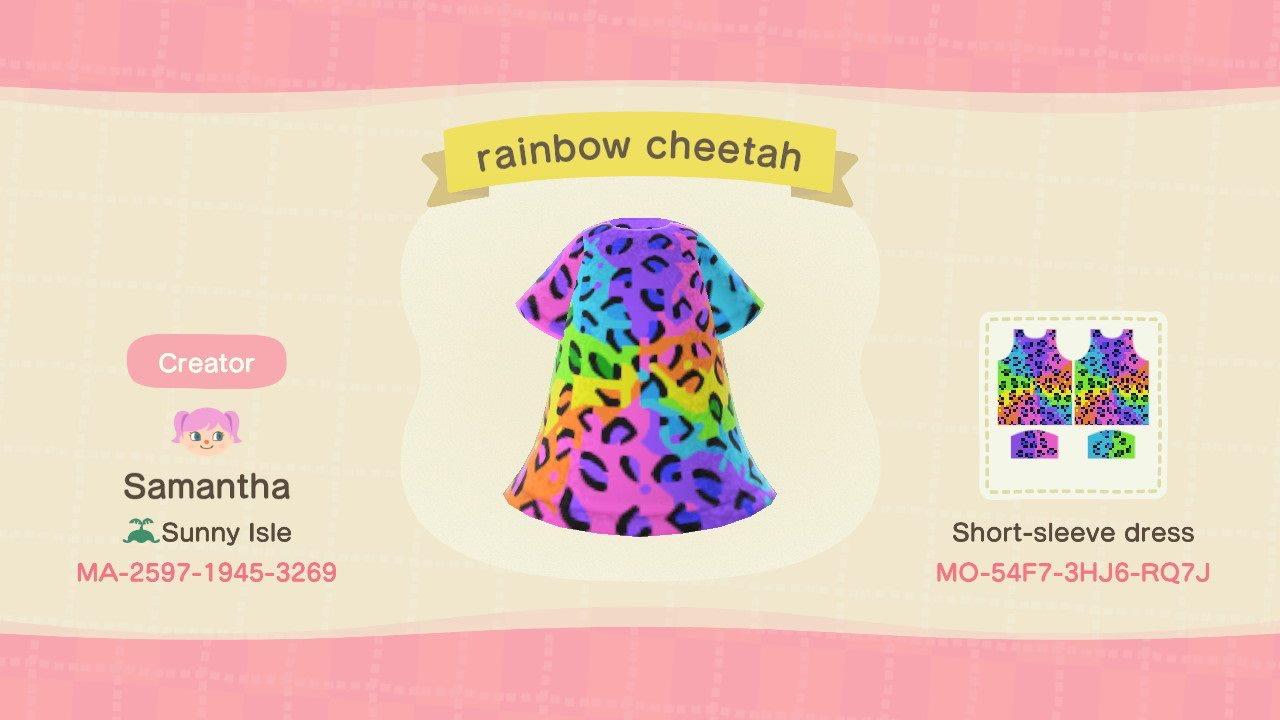 rainbow cheetah
Creator
Samantha
Sunny Isle
MA-2597-1945-3269
Short-sleeve dress
MO-54F7-3HJ6-RQ7J